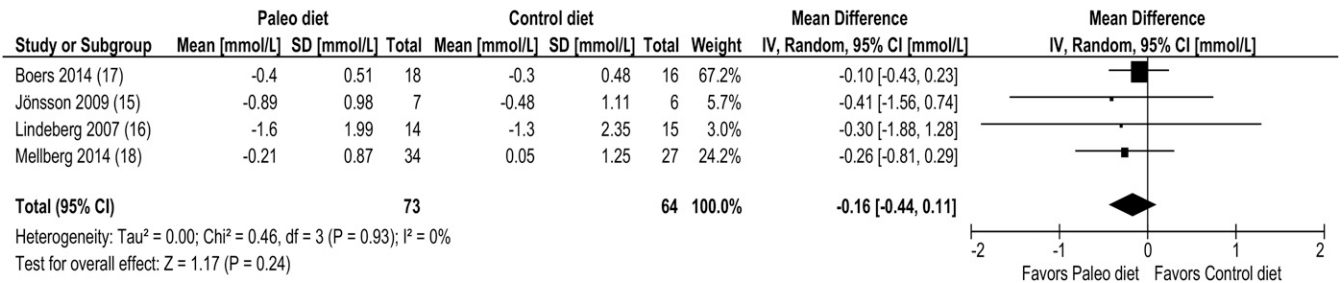 Paleo diet Control diet Mean Difference Mean Difference
Study or Subgroup Mean [mmol/L] SD [mmol/L] Total Mean [mmol/L] SD [mmol/L] Total Weight IV, Random, 95% CI [mmol/L] IV, Random, 95% CI [mmol/L]
Boers 2014 (17) -0.4 0.51 18 -0.3 0.48 16 67.2% -0.10 [-0.43, 0.23]
Jönsson 2009 (15) -0.89 0.98 7 -0.48 1.11 6 5.7% -0.41 [-1.56, 0.74]
Lindeberg 2007 (16) -1.6 1.99 14 -1.3 2.35 15 3.0% -0.30 [-1.88, 1.28]
Mellberg 2014 (18) -0.21 0.87 34 0.05 1.25 27 24.2% -0.26 [-0.81, 0.29]
Total (95% CI) 73 64 100.0% -0.16 [-0.44, 0.11]
Heterogeneity: Tau² = 0.00; Chi² = 0.46, df = 3 (P = 0.93); I² = 0%
Test for overall effect: Z = 1.17 (P = 0.24)
-2 -1 0 1 2
Favors Paleo diet Favors Control diet